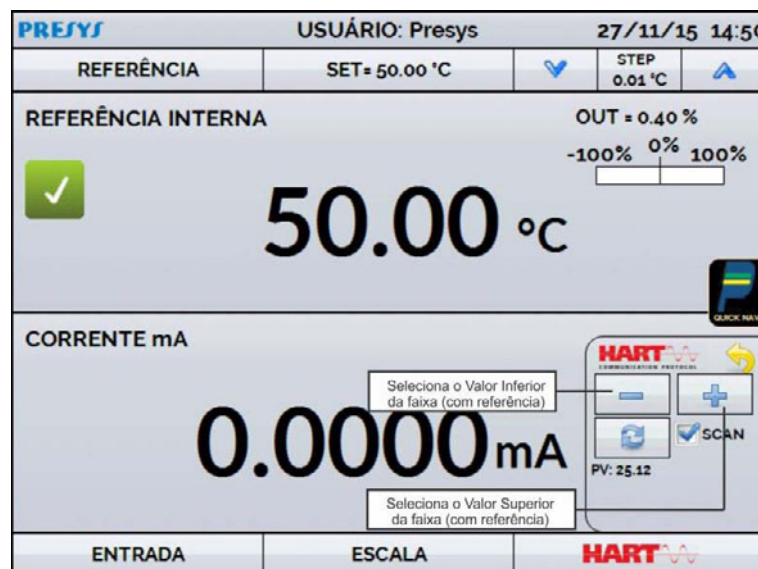 PRESYS USUÁRIO: Presys 27/11/15 14:50
REFERÊNCIA SET= 50.00 °C STEP
0.01 °C
REFERÊNCIA INTERNA OUT = 0.40 %
-100% 0% 100%
50.00 °C
QUICK NAV
CORRENTE mA
HART
COMMUNICATION PROTOCOL
Seleciona o Valor Inferior
da faixa (com referência)
SCAN
0.0000 mA
PV: 25.12
Seleciona o Valor Superior
da faixa (com referência)
ENTRADA ESCALA HART